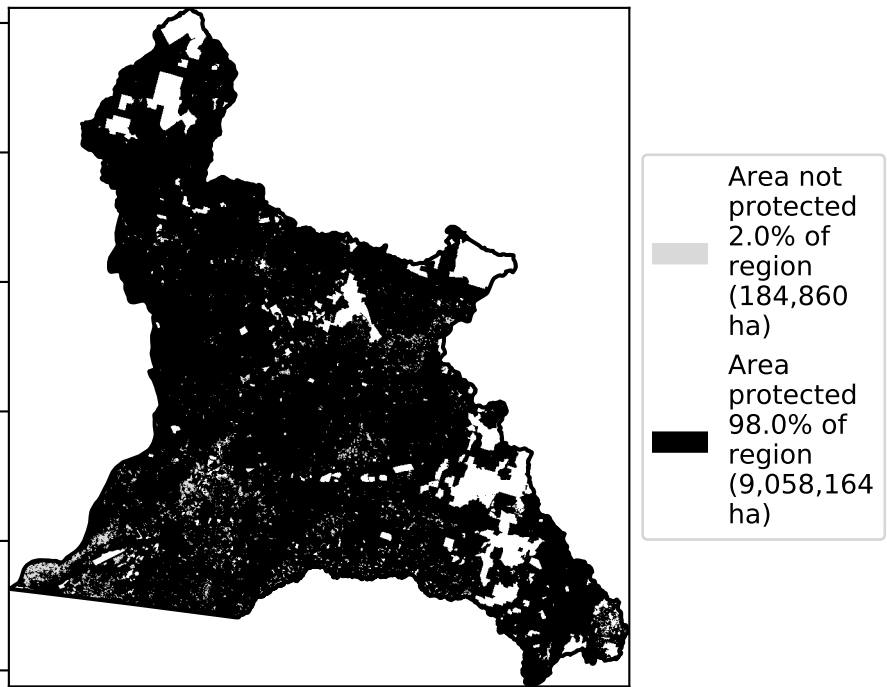 Area not
protected
2.0% of
region
(184,860
ha)
Area
protected
98.0% of
region
(9,058,164
ha)